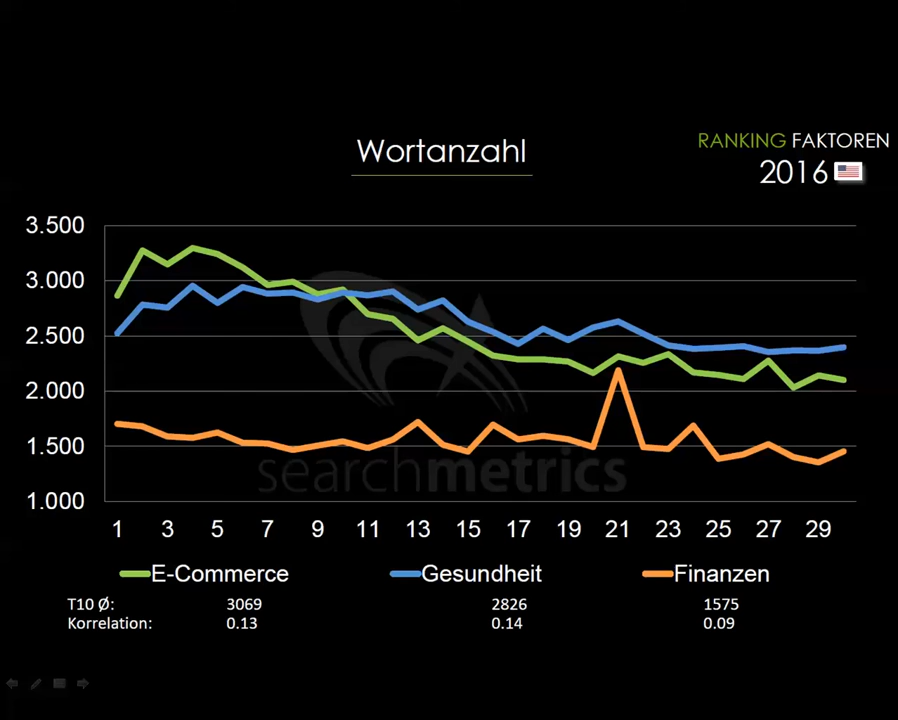 Wortanzahl
RANKING FAKTOREN
2016
3.500
3.000
2.500
2.000
1.500
1.000
searchmetrics
1 3 5 7 9 11 13 15 17 19 21 23 25 27 29
E-Commerce Gesundheit Finanzen
T10 Ø: 3069 2826 1575
Korrelation: 0.13 0.14 0.09